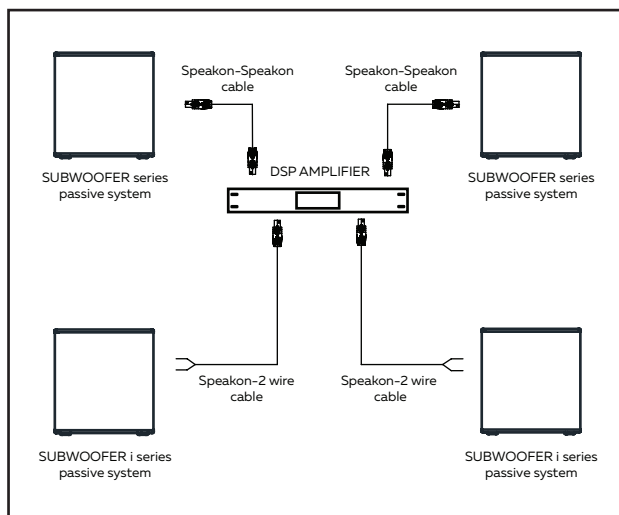 Speakon-Speakon
cable
Speakon-Speakon
cable
DSP AMPLIFIER
SUBWOOFER series
passive system
SUBWOOFER series
passive system
Speakon-2 wire
cable
Speakon-2 wire
cable
SUBWOOFER i series
passive system
SUBWOOFER i series
passive system